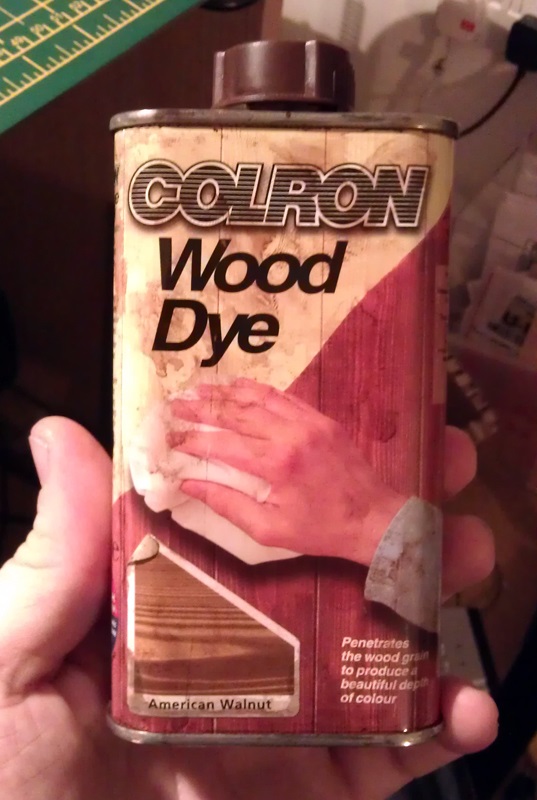 COLRON
Wood
Dye
American Walnut
Penetrates
the wood grain
to produce a
beautiful depth
of colour